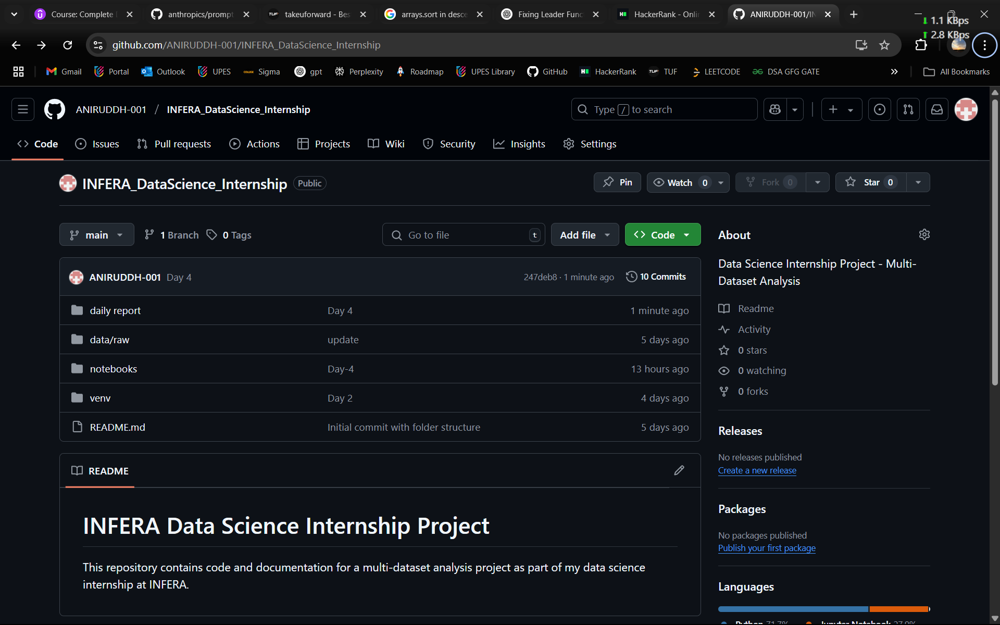 Course: Complete
anthropics/prompt
takeuforward - Bes
arrays.sort in desce
Fixing Leader Func
HackerRank - Onlin
ANIRUDDH-001/IN
1.1 KBps
2.8 KBps
github.com/ANIRUDDH-001/INFERA_DataScience_Internship
Gmail
Portal
Outlook
UPES
Sigma
gpt
Perplexity
Roadmap
UPES Library
GitHub
HackerRank
TUF
LEETCODE
DSA GFG GATE
All Bookmarks
ANIRUDDH-001 / INFERA_DataScience_Internship
Type / to search
Code
Issues
Pull requests
Actions
Projects
Wiki
Security
Insights
Settings
INFERA_DataScience_Internship Public
Pin
Watch 0
Fork 0
Star 0
main
1 Branch
0 Tags
Go to file t
Add file
Code
ANIRUDDH-001 Day 4 247deb8 · 1 minute ago 10 Commits
daily report Day 4 1 minute ago
data/raw update 5 days ago
notebooks Day-4 13 hours ago
venv Day 2 4 days ago
README.md Initial commit with folder structure 5 days ago
README
INFERA Data Science Internship Project
This repository contains code and documentation for a multi-dataset analysis project as part of my data science
internship at INFERA.
About
Data Science Internship Project - Multi-
Dataset Analysis
Readme
Activity
0 stars
0 watching
0 forks
Releases
No releases published
Create a new release
Packages
No packages published
Publish your first package
Languages
Python 71.7% Jupyter Notebook